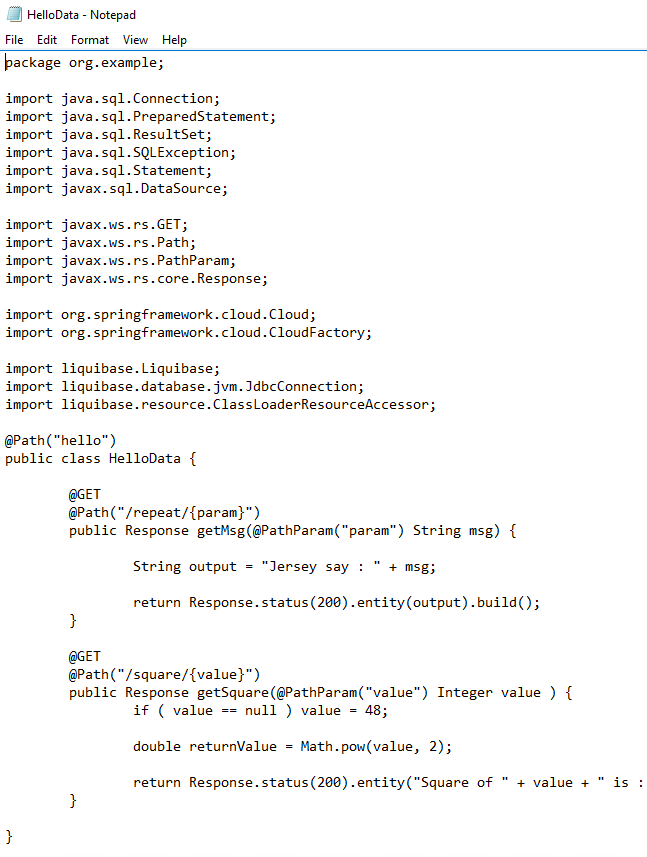 HelloData - Notepad
File Edit Format View Help
package org.example;

import java.sql.Connection;
import java.sql.PreparedStatement;
import java.sql.ResultSet;
import java.sql.SQLException;
import java.sql.Statement;
import javax.sql.DataSource;

import javax.ws.rs.GET;
import javax.ws.rs.Path;
import javax.ws.rs.PathParam;
import javax.ws.rs.core.Response;

import org.springframework.cloud.Cloud;
import org.springframework.cloud.CloudFactory;

import liquibase.Liquibase;
import liquibase.database.jvm.JdbcConnection;
import liquibase.resource.ClassLoaderResourceAccessor;

@Path("hello")
public class HelloData {

        @GET
        @Path("/repeat/{param}")
        public Response getMsg(@PathParam("param") String msg) {

                String output = "Jersey say : " + msg;

                return Response.status(200).entity(output).build();
        }

        @GET
        @Path("/square/{value}")
        public Response getSquare(@PathParam("value") Integer value ) {
                if ( value == null ) value = 48;

                double returnValue = Math.pow(value, 2);

                return Response.status(200).entity("Square of " + value + " is :
        }

}